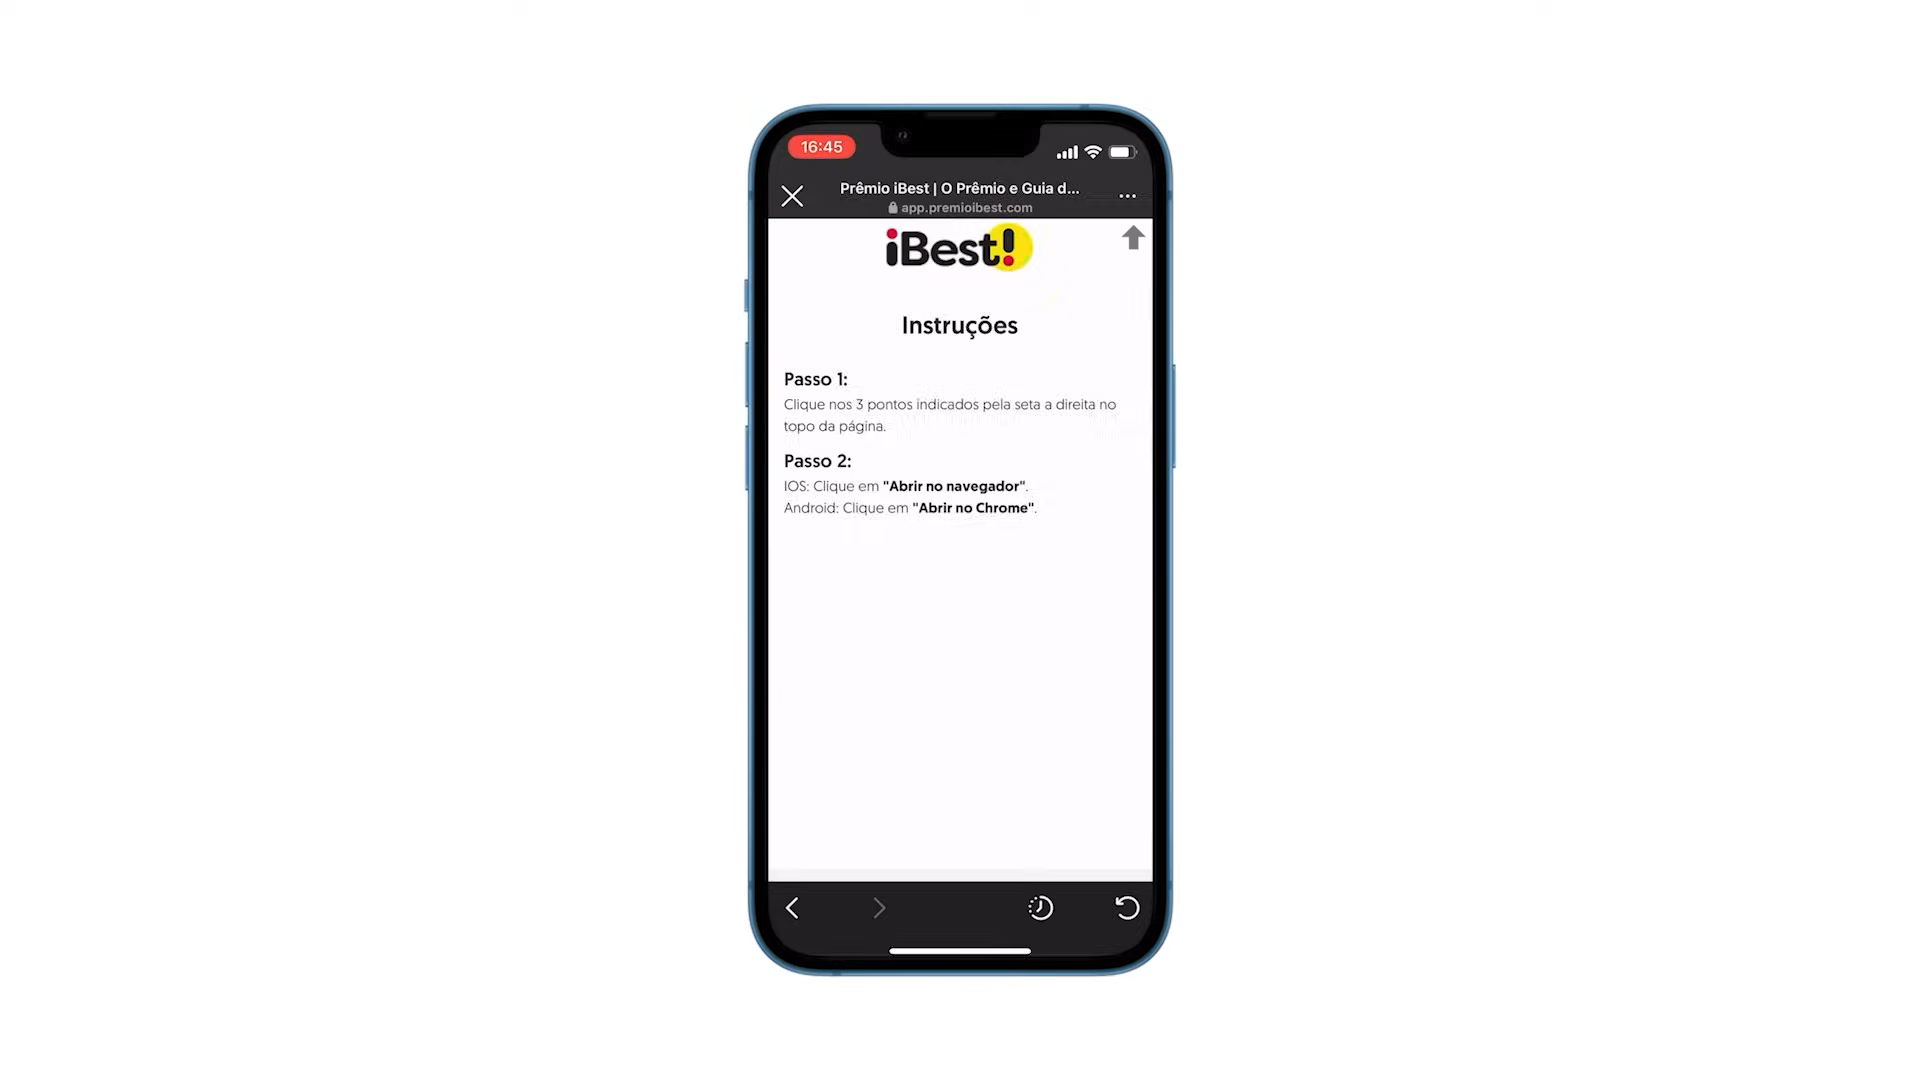 16:45
Prêmio iBest | O Prêmio e Guia d...
app.premioibest.com
iBest!
Instruções
Passo 1:
Clique nos 3 pontos indicados pela seta a direita no
topo da página.
Passo 2:
IOS: Clique em "Abrir no navegador".
Android: Clique em "Abrir no Chrome".